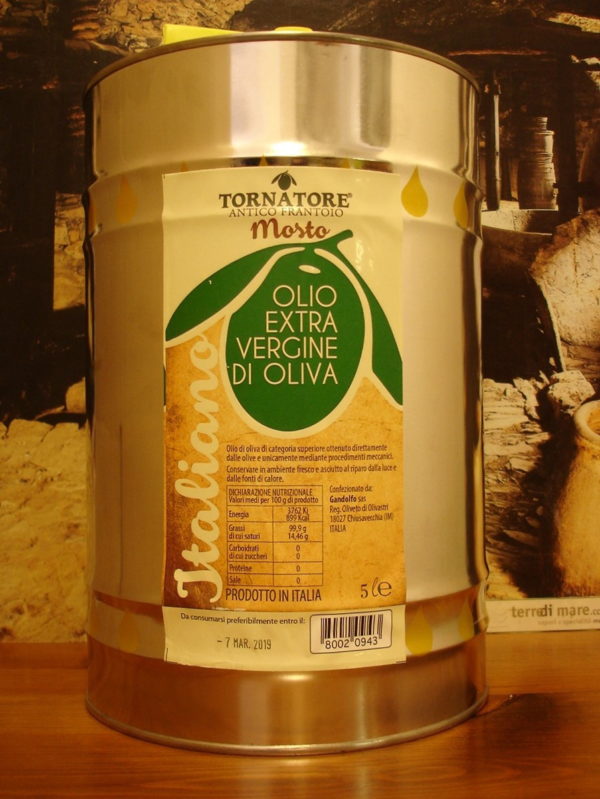 TORNATORE®
ANTICO FRANTOIO
Mosto
OLIO
EXTRA
VERGINE
DI OLIVA
Italiano
Olio di oliva di categoria superiore ottenuto direttamente
dalle olive e unicamente mediante procedimenti meccanici.
Conservare in ambiente fresco e asciutto al riparo dalla luce e
dalle fonti di calore.
DICHIARAZIONE NUTRIZIONALE
Valori medi per 100 g di prodotto
Energia 3762 Kj
899 Kcal
Grassi 99,9 g
di cui saturi 14,46 g
Carboidrati 0
di cui zuccheri 0
Proteine 0
Sale 0
Confezionato da:
Gandolfo sas
Reg. Oliveto di Olivastri
18027 Chiusavecchia (IM)
ITALIA
PRODOTTO IN ITALIA
5 l e
Da consumarsi preferibilmente entro il:
- 7 MAR. 2019
8002 0943
terredi mare.co